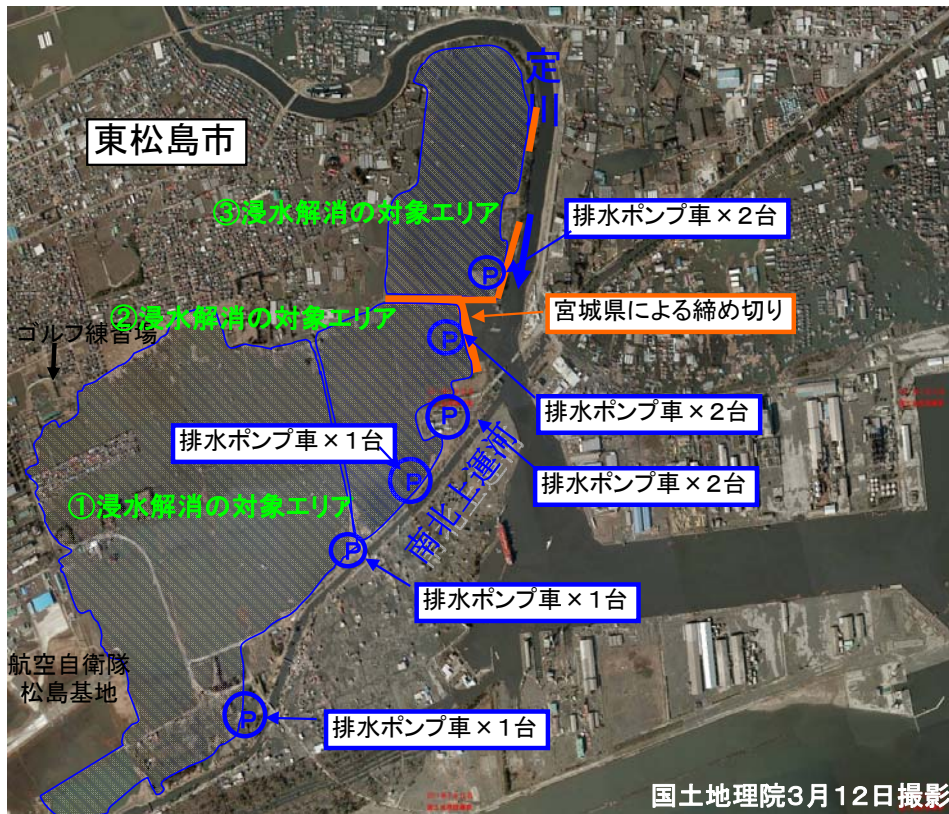 定川
東松島市
③浸水解消の対象エリア
排水ポンプ車×2台
P
②浸水解消の対象エリア
宮城県による締め切り
ゴルフ練習場
P
排水ポンプ車×2台
P
排水ポンプ車×1台
南北上運河
排水ポンプ車×2台
P
①浸水解消の対象エリア
P
排水ポンプ車×1台
航空自衛隊
松島基地
P
排水ポンプ車×1台
国土地理院3月12日撮影